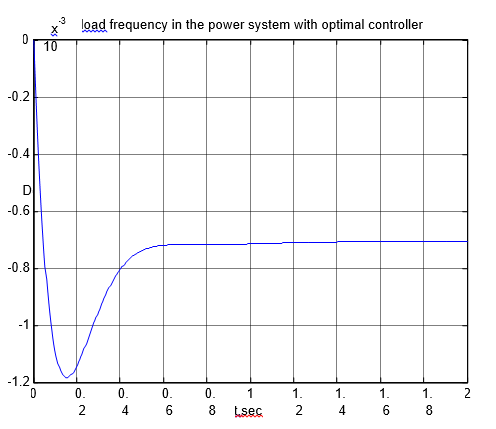 x -3 load frequency in the power system with optimal controller
10
0
-0.2
-0.4
D
-0.6
-0.8
-1
-1.2
0 0. 0. 0. 0. 1 1. 1. 1. 1. 2
2 4 6 8 t,sec 2 4 6 8